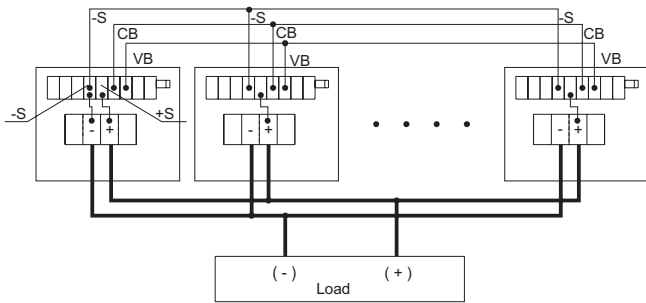 -S -S -S
CB CB CB
VB VB VB
-S +S
- + - + - +
( - ) ( + )
Load